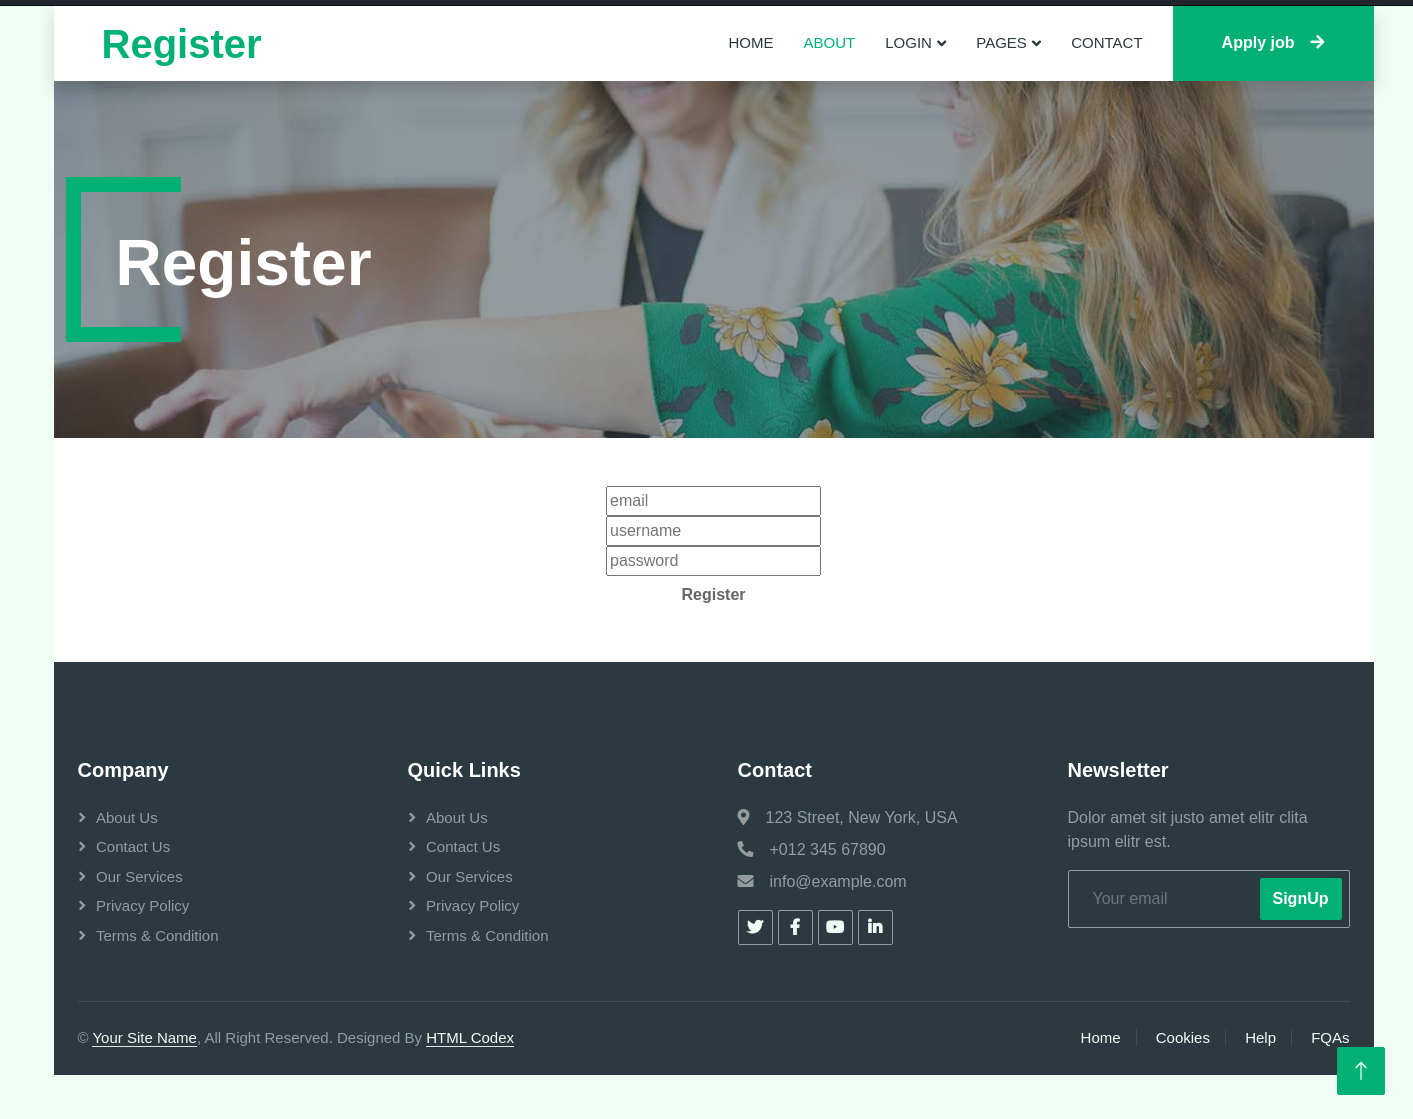 Register
HOME
ABOUT
LOGIN
PAGES
CONTACT
Apply job
Register
email
username
password
Register
Company
About Us
Contact Us
Our Services
Privacy Policy
Terms & Condition
Quick Links
About Us
Contact Us
Our Services
Privacy Policy
Terms & Condition
Contact
123 Street, New York, USA
+012 345 67890
info@example.com
Newsletter
Dolor amet sit justo amet elitr clita
ipsum elitr est.
Your email
SignUp
© Your Site Name, All Right Reserved. Designed By HTML Codex
Home
Cookies
Help
FQAs